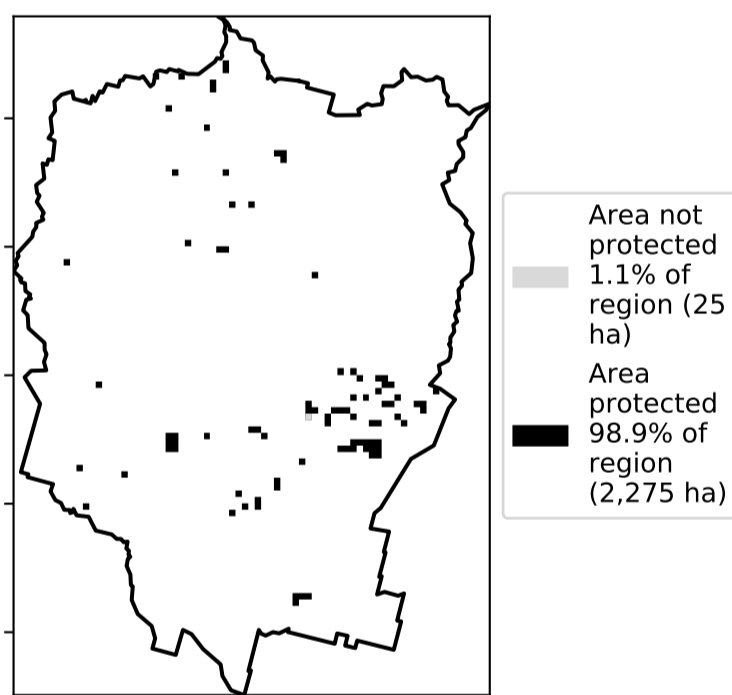 Area not
protected
1.1% of
region (25
ha)
Area
protected
98.9% of
region
(2,275 ha)